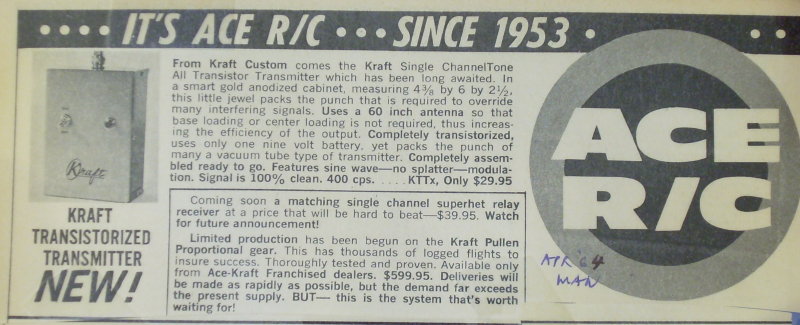 • • • • IT'S ACE R/C • • • SINCE 1953 • • • • •
From Kraft Custom comes the Kraft Single ChannelTone
All Transistor Transmitter which has been long awaited. In
a smart gold anodized cabinet, measuring 4⅜ by 6 by 2½,
this little jewel packs the punch that is required to override
many interfering signals. Uses a 60 inch antenna so that
base loading or center loading is not required, thus increas-
ing the efficiency of the output. Completely transistorized,
uses only one nine volt battery, yet packs the punch of
many a vacuum tube type of transmitter. Completely assem-
bled ready to go. Features sine wave—no splatter—modula-
tion. Signal is 100% clean. 400 cps. . . . . KTTx, Only $29.95
Kraft
KRAFT
TRANSISTORIZED
TRANSMITTER
NEW!
Coming soon a matching single channel superhet relay
receiver at a price that will be hard to beat—$39.95. Watch
for future announcement!
Limited production has been begun on the Kraft Pullen
Proportional gear. This has thousands of logged flights to
insure success. Thoroughly tested and proven. Available only
from Ace-Kraft Franchised dealers. $599.95. Deliveries will
be made as rapidly as possible, but the demand far exceeds
the present supply. BUT— this is the system that's worth
waiting for!
ACE
R/C
APR '64
MAN